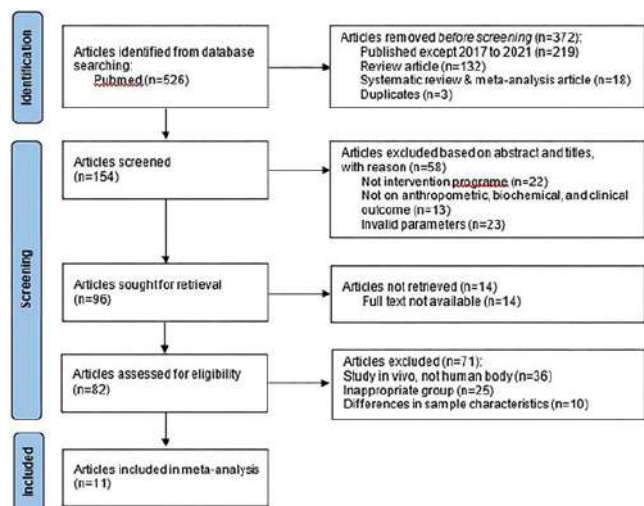 Identification
Articles identified from database
searching:
Pubmed (n=526)
Articles removed before screening (n=372):
Published except 2017 to 2021 (n=219)
Review article (n=132)
Systematic review & meta-analysis article (n=18)
Duplicates (n=3)
Screening
Articles screened
(n=154)
Articles excluded based on abstract and titles,
with reason (n=58)
Not intervention programe (n=22)
Not on anthropometric, biochemical, and clinical
outcome (n=13)
Invalid parameters (n=23)
Articles sought for retrieval
(n=96)
Articles not retrieved (n=14)
Full text not available (n=14)
Articles assessed for eligibility
(n=82)
Articles excluded (n=71):
Study in vivo, not human body (n=36)
Inappropriate group (n=25)
Differences in sample characteristics (n=10)
Included
Articles included in meta-analysis
(n=11)